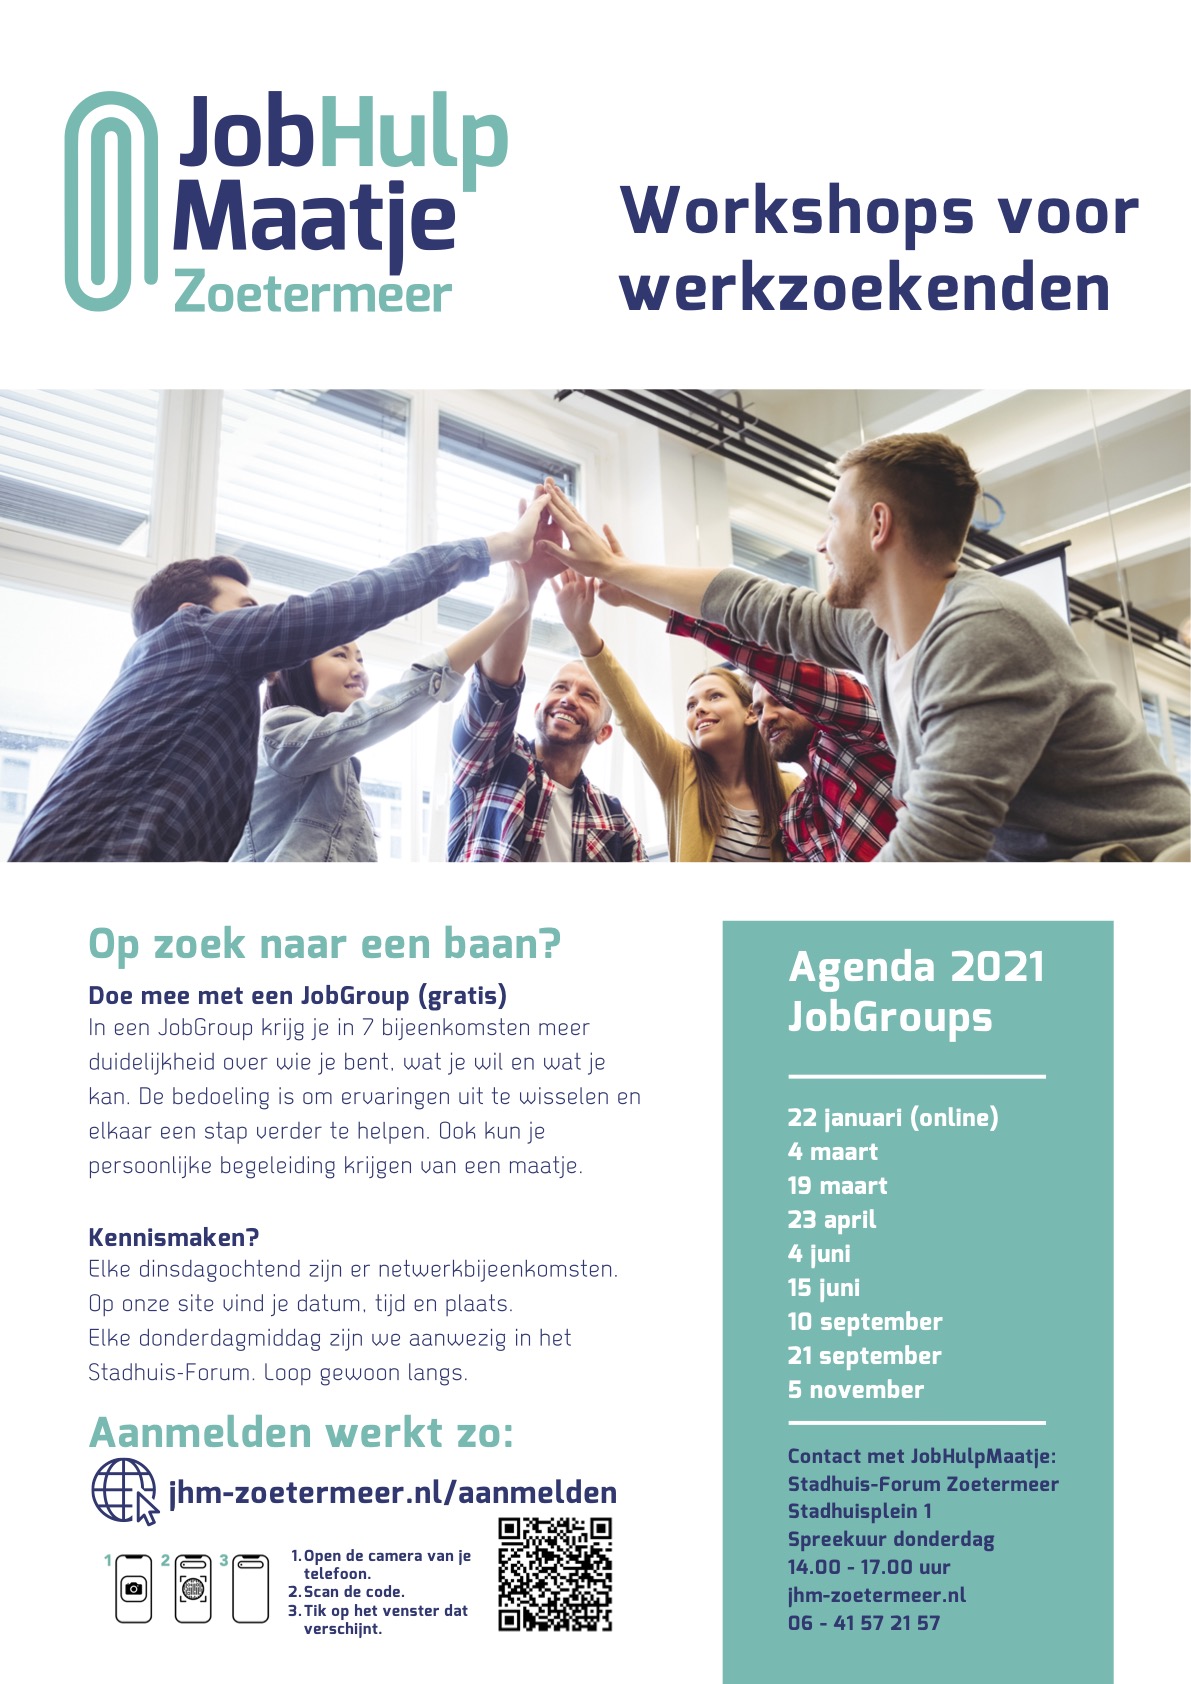 JobHulp
Maatje
Zoetermeer
Workshops voor
werkzoekenden
Op zoek naar een baan?
Doe mee met een JobGroup (gratis)
In een JobGroup krijg je in 7 bijeenkomsten meer
duidelijkheid over wie je bent, wat je wil en wat je
kan. De bedoeling is om ervaringen uit te wisselen en
elkaar een stap verder te helpen. Ook kun je
persoonlijke begeleiding krijgen van een maatje.
Kennismaken?
Elke dinsdagochtend zijn er netwerkbijeenkomsten.
Op onze site vind je datum, tijd en plaats.
Elke donderdagmiddag zijn we aanwezig in het
Stadhuis-Forum. Loop gewoon langs.
Aanmelden werkt zo:
jhm-zoetermeer.nl/aanmelden
1 2 3
1. Open de camera van je
telefoon.
2. Scan de code.
3. Tik op het venster dat
verschijnt.
Agenda 2021
JobGroups
22 januari (online)
4 maart
19 maart
23 april
4 juni
15 juni
10 september
21 september
5 november
Contact met JobHulpMaatje:
Stadhuis-Forum Zoetermeer
Stadhuisplein 1
Spreekuur donderdag
14.00 - 17.00 uur
jhm-zoetermeer.nl
06 - 41 57 21 57